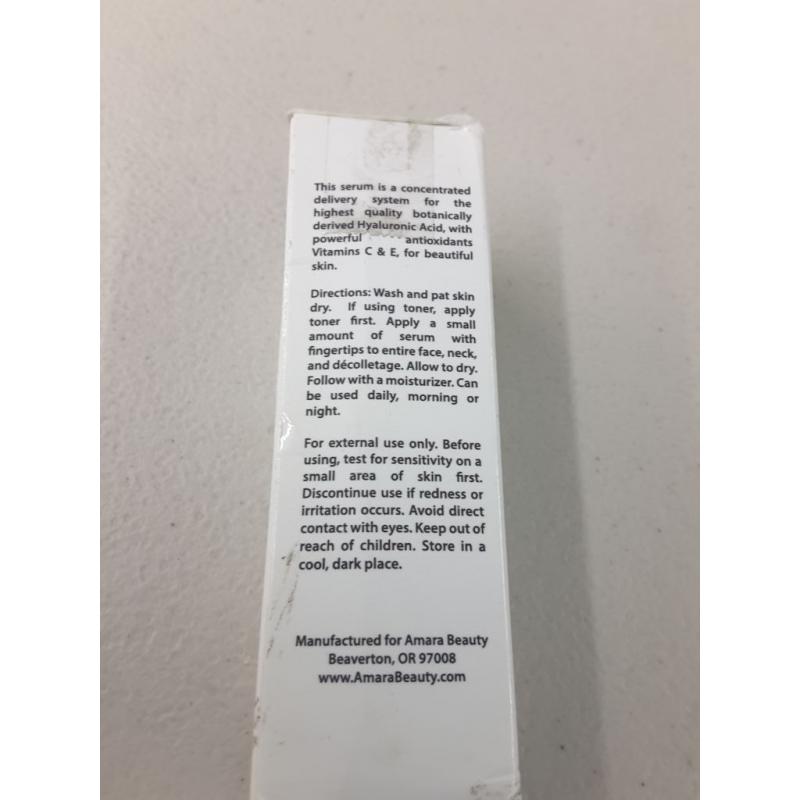 This serum is a concentrated
delivery system for the
highest quality botanically
derived Hyaluronic Acid, with
powerful antioxidants
Vitamins C & E, for beautiful
skin.
Directions: Wash and pat skin
dry. If using toner, apply
toner first. Apply a small
amount of serum with
fingertips to entire face, neck,
and décolletage. Allow to dry.
Follow with a moisturizer. Can
be used daily, morning or
night.
For external use only. Before
using, test for sensitivity on a
small area of skin first.
Discontinue use if redness or
irritation occurs. Avoid direct
contact with eyes. Keep out of
reach of children. Store in a
cool, dark place.
Manufactured for Amara Beauty
Beaverton, OR 97008
www.AmaraBeauty.com